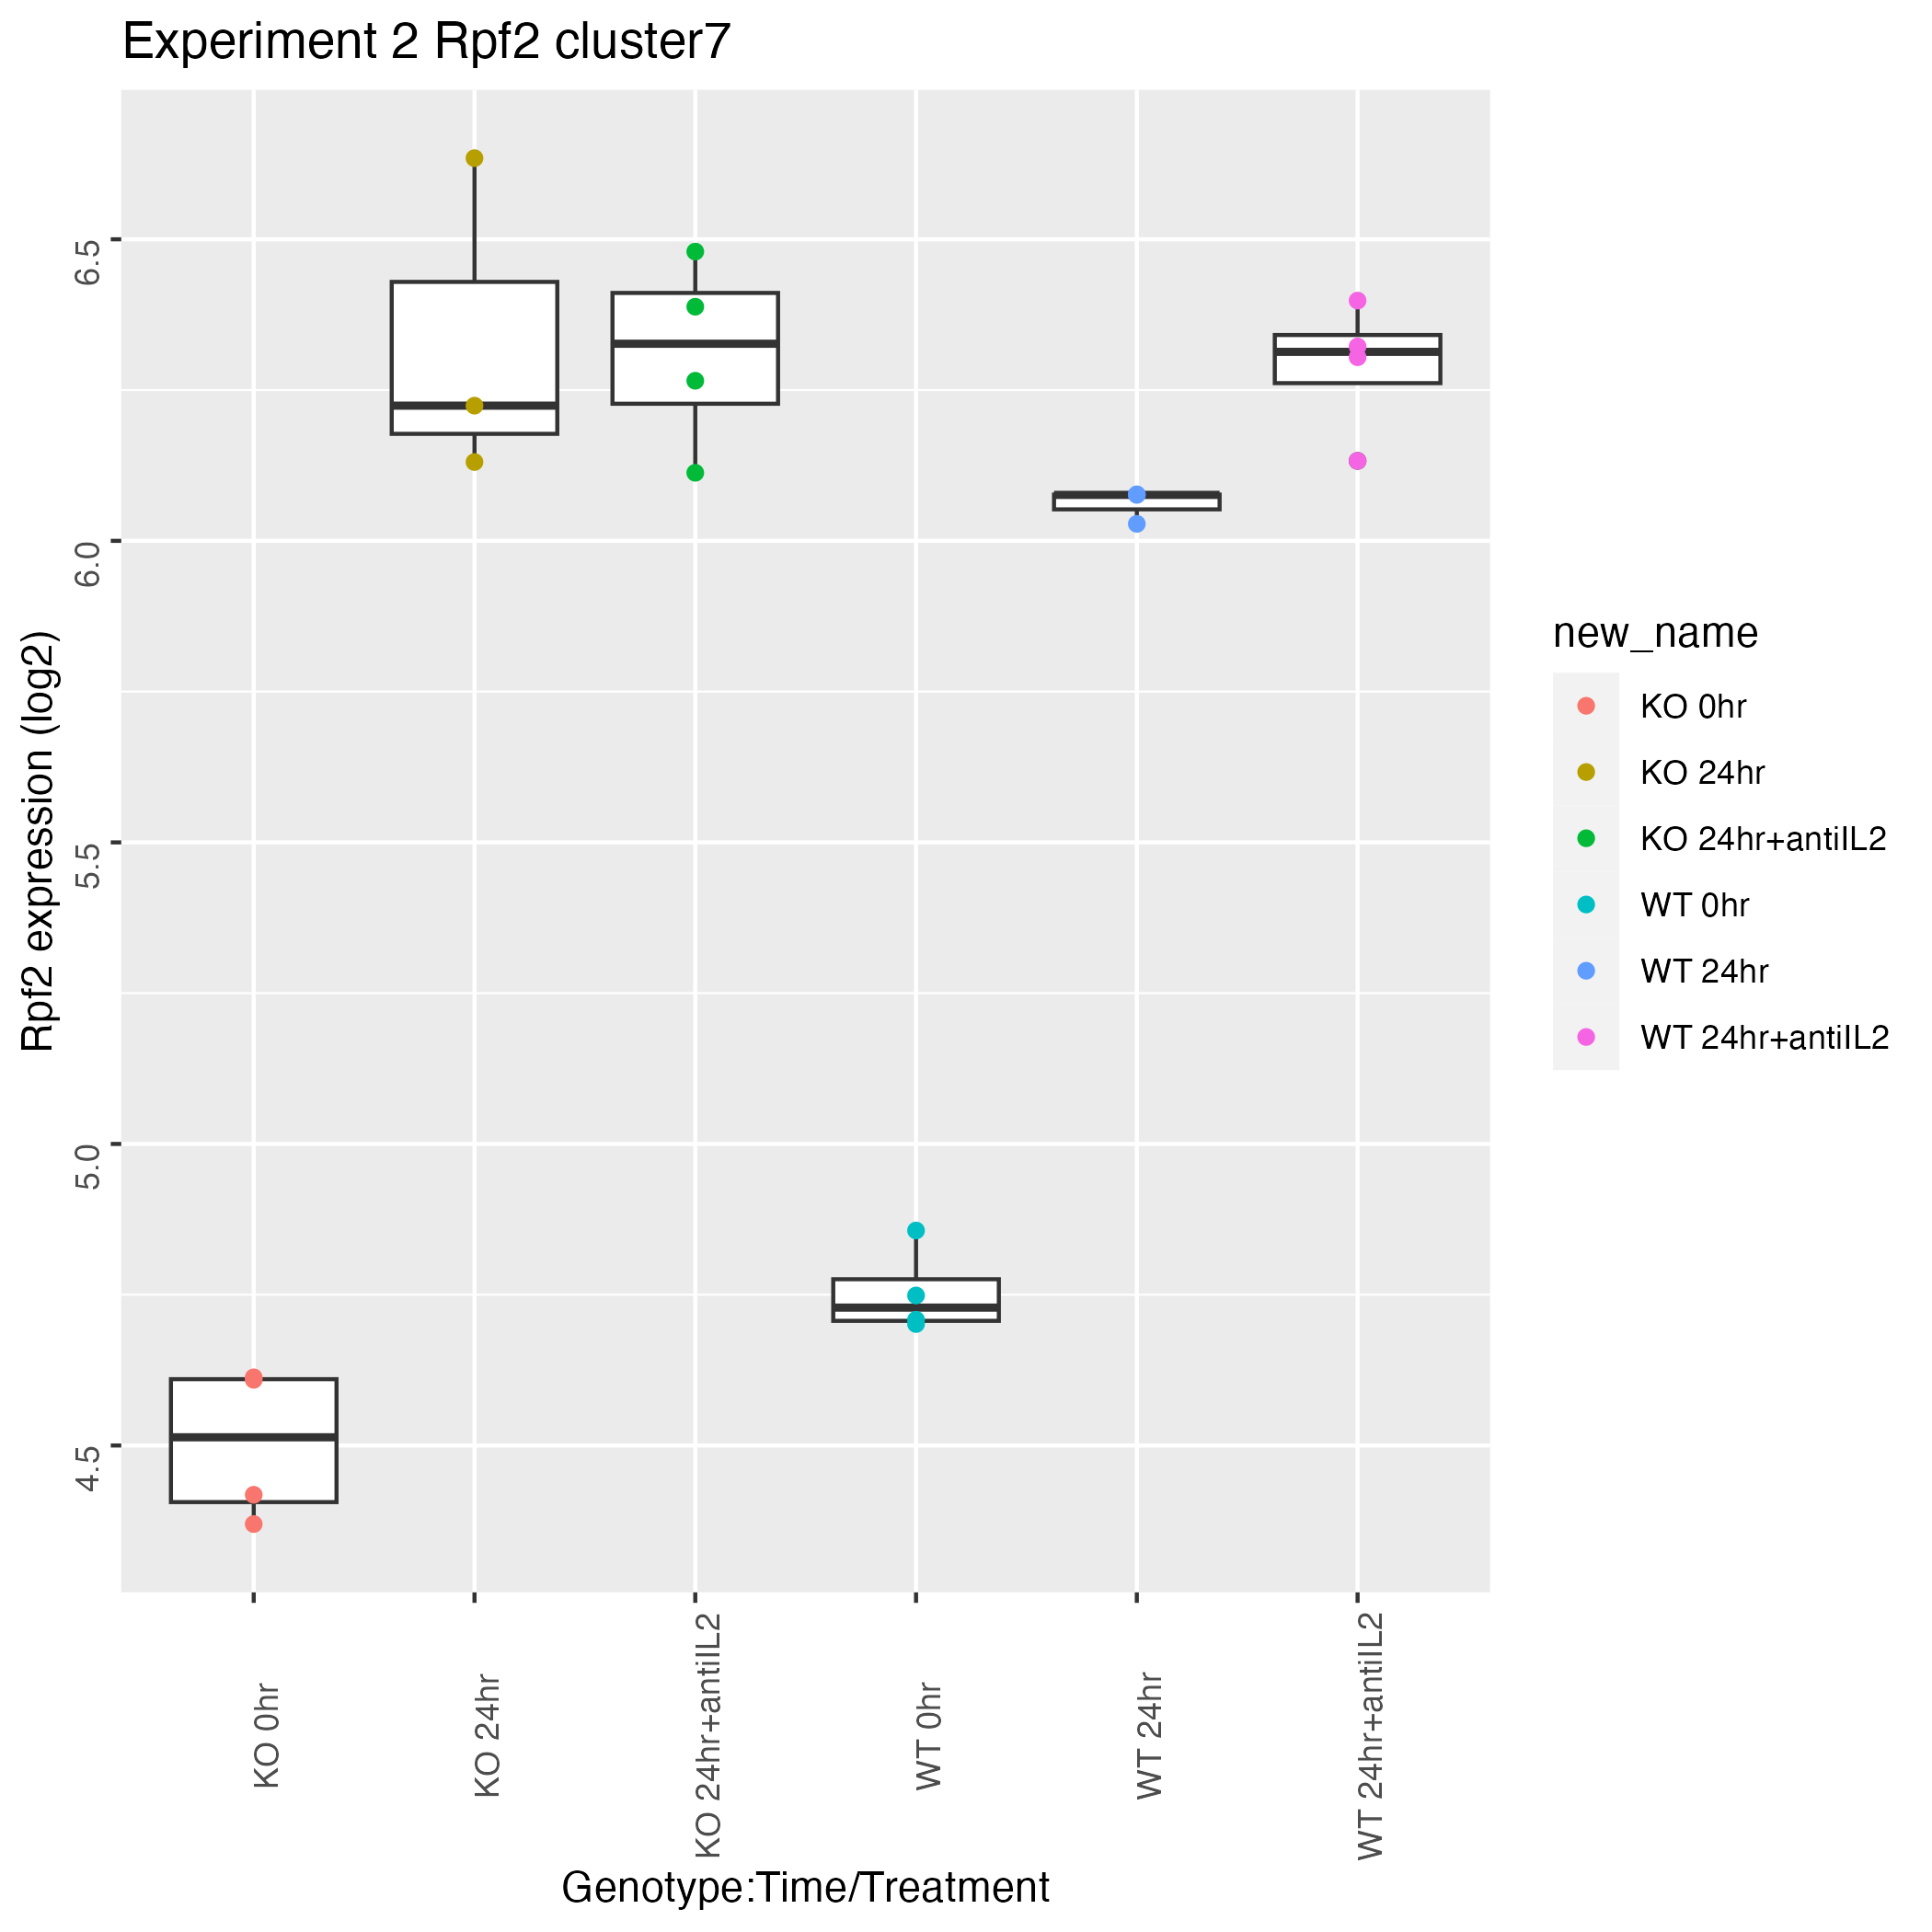 Experiment 2 Rpf2 cluster7
Rpf2 expression (log2)
6.5
6.0
5.5
5.0
4.5
KO 0hr
KO 24hr
KO 24hr+antiIL2
WT 0hr
WT 24hr
WT 24hr+antiIL2
Genotype:Time/Treatment
new_name
KO 0hr
KO 24hr
KO 24hr+antiIL2
WT 0hr
WT 24hr
WT 24hr+antiIL2